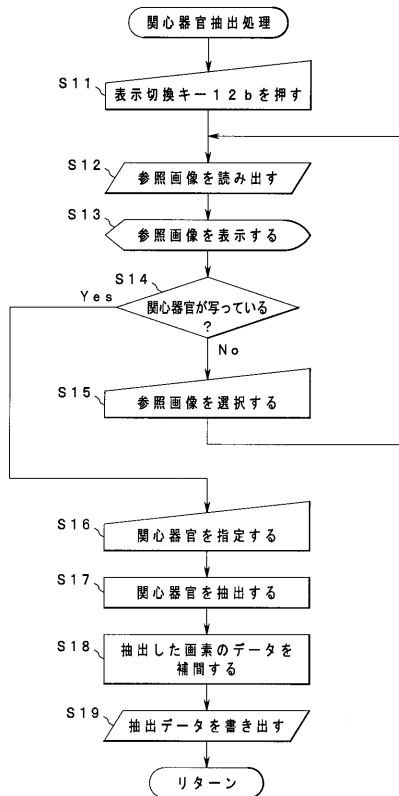 関心器官抽出処理
S11
表示切換キー12bを押す
S12
参照画像を読み出す
S13
参照画像を表示する
S14
Yes
関心器官が写っている
?
No
S15
参照画像を選択する
S16
関心器官を指定する
S17
関心器官を抽出する
S18
抽出した画素のデータを
補間する
S19
抽出データを書き出す
リターン